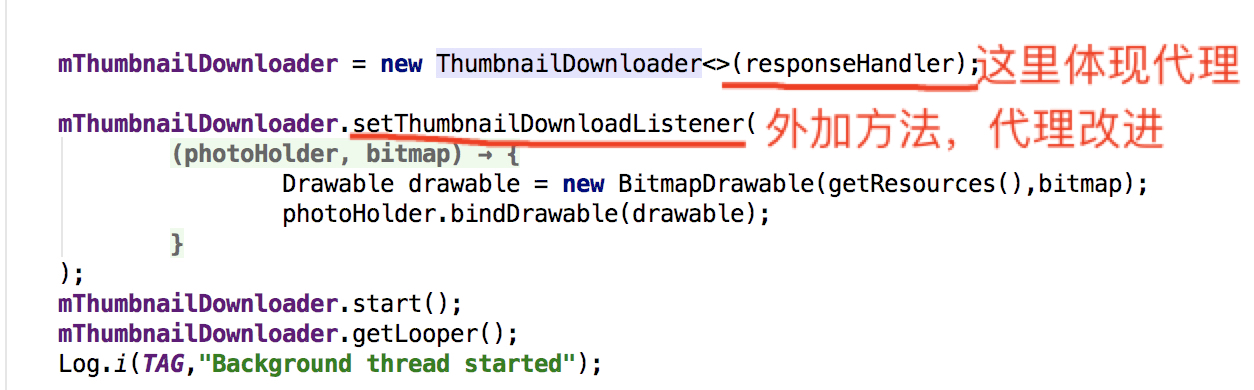 mThumbnailDownloader = new ThumbnailDownloader<>(responseHandler); 这里体现代理
mThumbnailDownloader.setThumbnailDownloadListener( 外加方法，代理改进
(photoHolder, bitmap) → {
Drawable drawable = new BitmapDrawable(getResources(),bitmap);
photoHolder.bindDrawable(drawable);
}
);
mThumbnailDownloader.start();
mThumbnailDownloader.getLooper();
Log.i(TAG,"Background thread started");